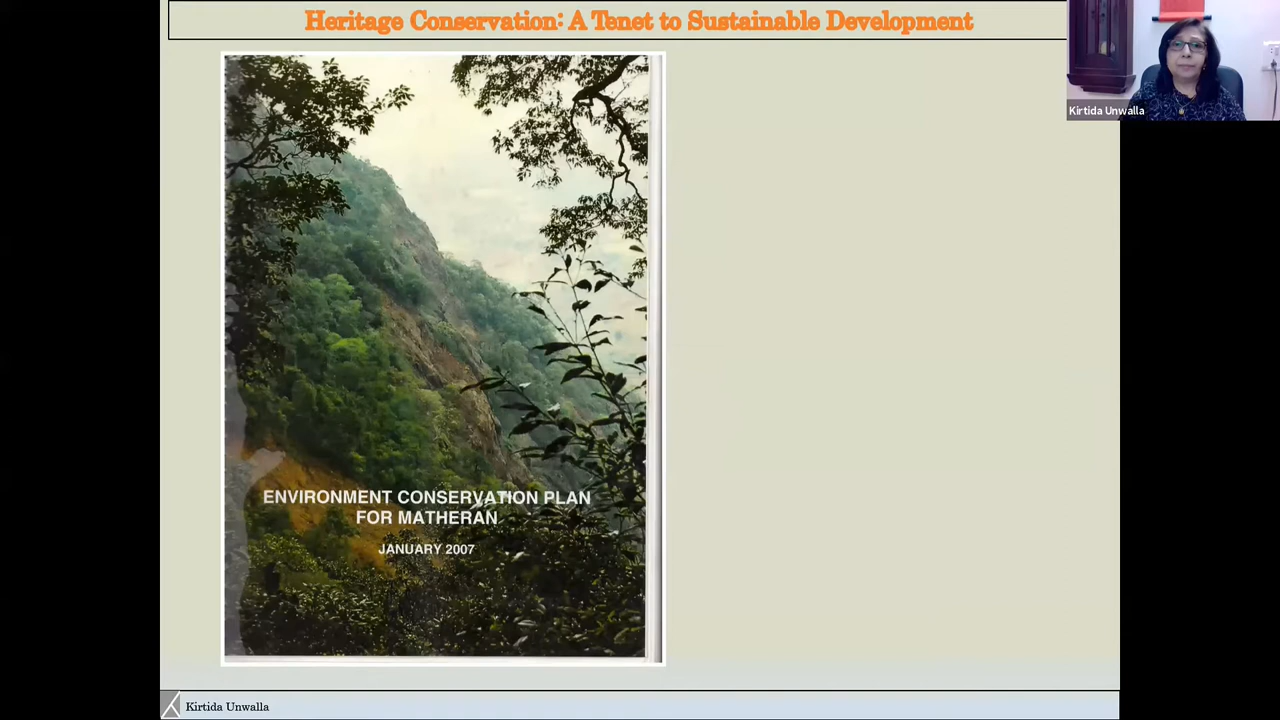 Heritage Conservation: A Tenet to Sustainable Development
Kirtida Unwalla
ENVIRONMENT CONSERVATION PLAN
FOR MATHERAN
JANUARY 2007
Kirtida Unwalla